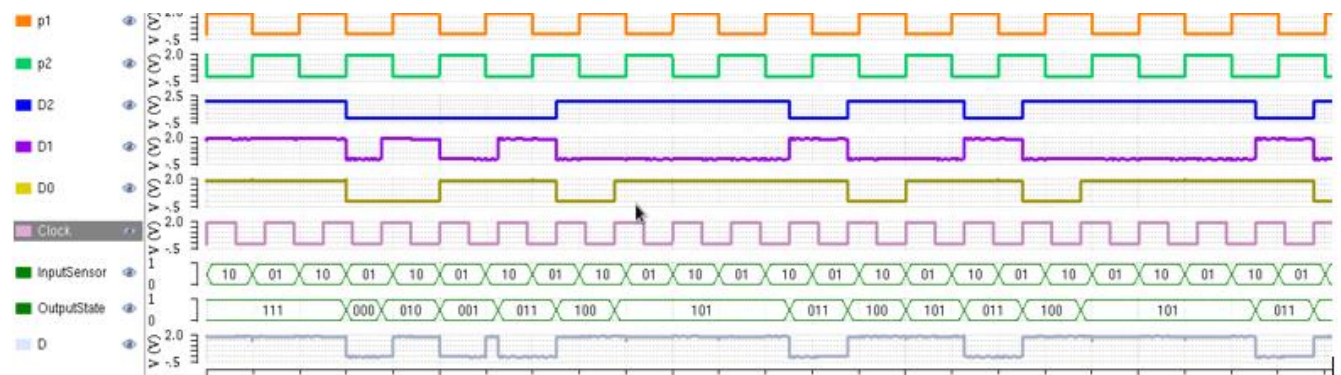 p1 V (V) 2.0 -.5
p2 V (V) 2.0 -.5
D2 V (V) 2.5 -.5
D1 V (V) 2.0 -.5
D0 V (V) 2.0 -.5
Clock V (V) 2.0 -.5
InputSensor 1 0 10 01 10 01 10 01 10 01 10 01 10 01 10 01 10 01 10 01 10 01 10 01
OutputState 1 0 111 000 010 001 011 100 101 011 100 101 011 100 101 011
D V (V) 2.0 -.5